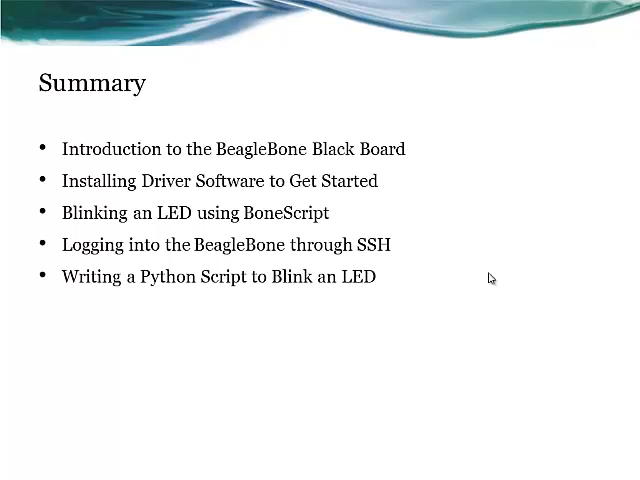 Summary
• Introduction to the BeagleBone Black Board
• Installing Driver Software to Get Started
• Blinking an LED using BoneScript
• Logging into the BeagleBone through SSH
• Writing a Python Script to Blink an LED